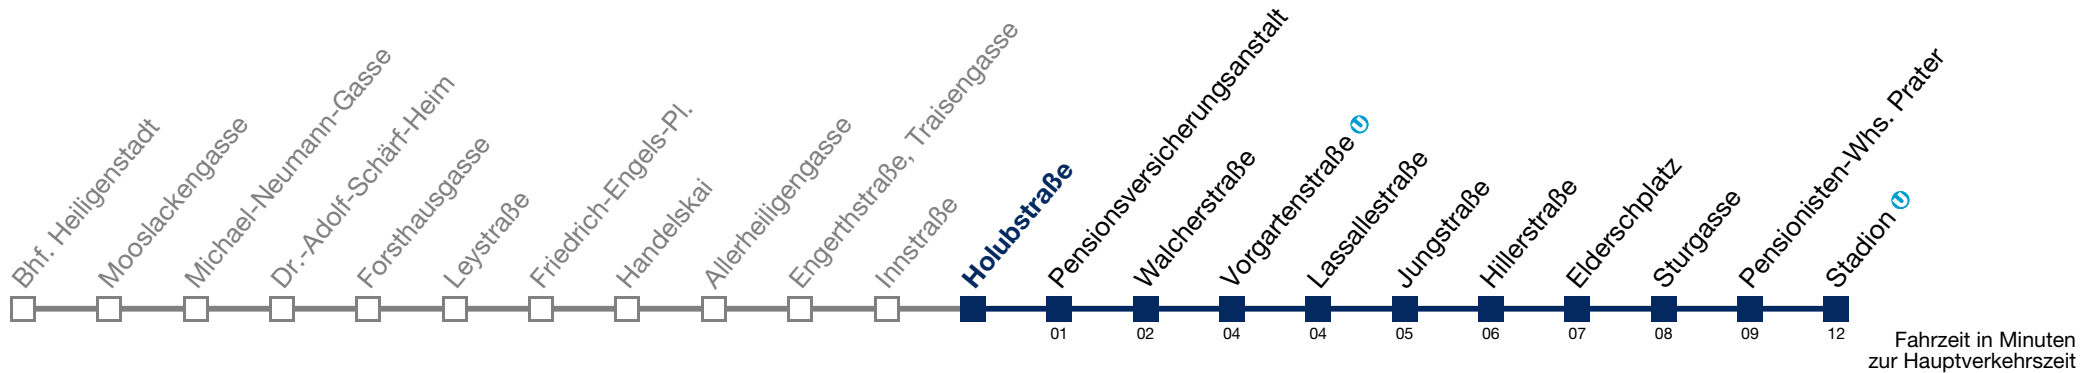 Bhf. Heiligenstadt
Mooslackengasse
Michael-Neumann-Gasse
Dr.-Adolf-Schärf-Heim
Forsthausgasse
Leystraße
Friedrich-Engels-Pl.
Handelskai
Allerheiligengasse
Engerthstraße, Traisengasse
Innstraße
Holubstraße
Pensionsversicherungsanstalt
Walcherstraße
Vorgartenstraße U
Lassallestraße
Jungstraße
Hillerstraße
Elderschplatz
Sturgasse
Pensionisten-Whs. Prater
Stadion U
01 02 04 04 05 06 07 08 09 12
Fahrzeit in Minuten
zur Hauptverkehrszeit